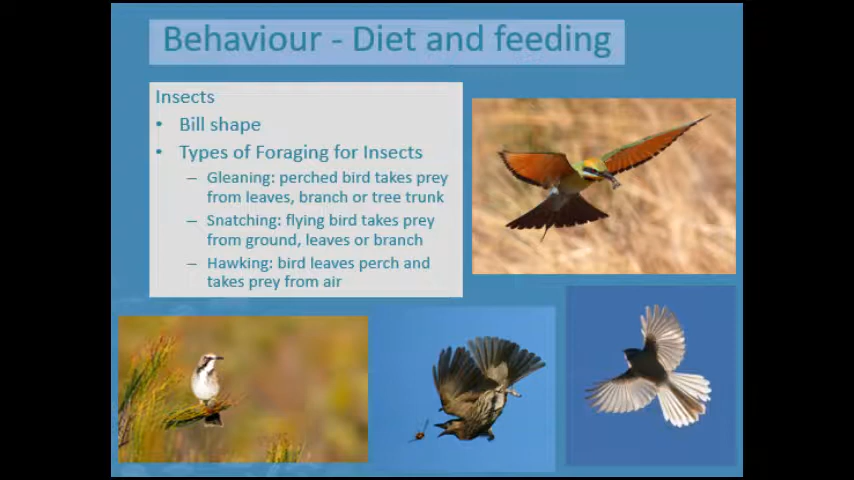 Behaviour - Diet and feeding
Insects
• Bill shape
• Types of Foraging for Insects
– Gleaning: perched bird takes prey
from leaves, branch or tree trunk
– Snatching: flying bird takes prey
from ground, leaves or branch
– Hawking: bird leaves perch and
takes prey from air